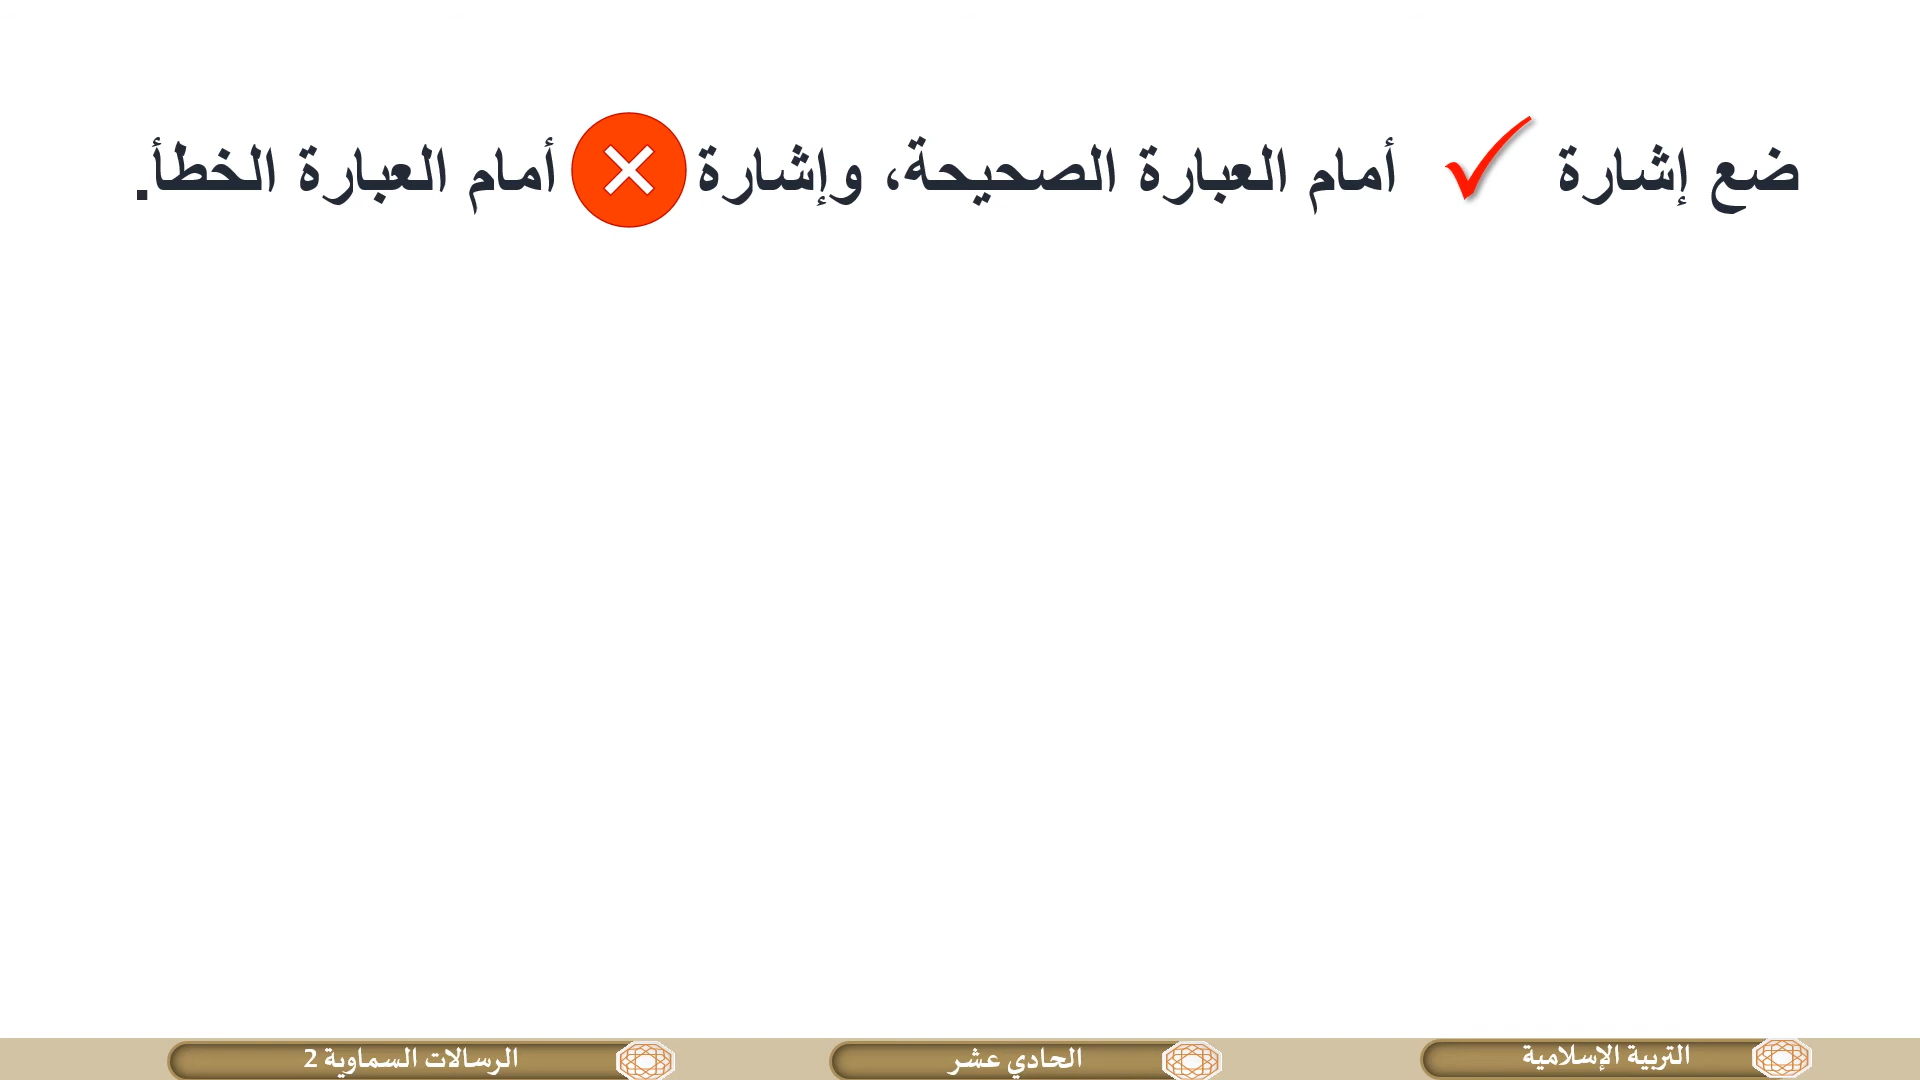 ضع إشارة ✓ أمام العبارة الصحيحة، وإشارة ✕ أمام العبارة الخطأ.
التربية الإسلامية
الحادي عشر
الرسالات السماوية 2